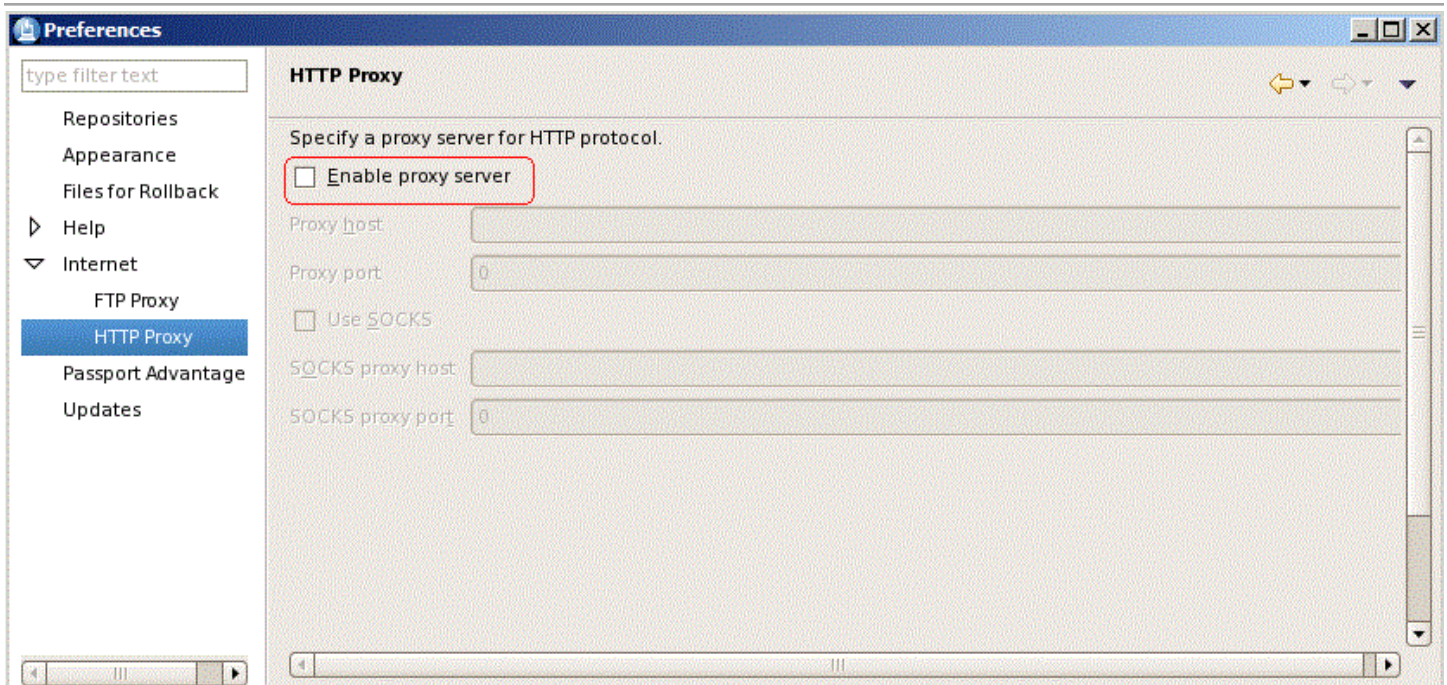 Preferences
type filter text
Repositories
Appearance
Files for Rollback
Help
Internet
FTP Proxy
HTTP Proxy
Passport Advantage
Updates
HTTP Proxy
Specify a proxy server for HTTP protocol.
Enable proxy server
Proxy host
Proxy port 0
Use SOCKS
SOCKS proxy host
SOCKS proxy port 0